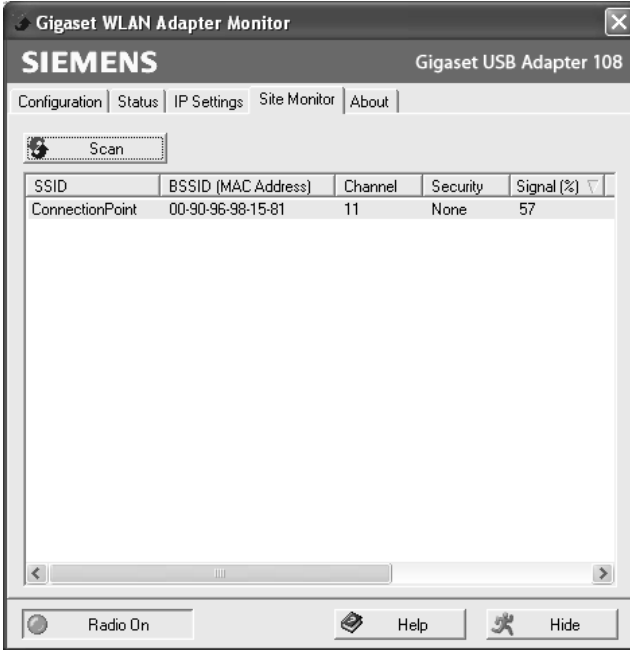 Gigaset WLAN Adapter Monitor
SIEMENS Gigaset USB Adapter 108
Configuration Status IP Settings Site Monitor About
Scan
SSID BSSID (MAC Address) Channel Security Signal (%)
ConnectionPoint 00-90-96-98-15-81 11 None 57
Radio On Help Hide